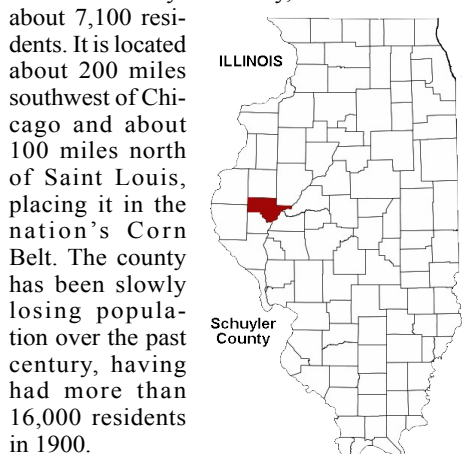 about 7,100 resi-
dents. It is located
about 200 miles
southwest of Chi-
cago and about
100 miles north
of Saint Louis,
placing it in the
nation's Corn
Belt. The county
has been slowly
losing popula-
tion over the past
century, having
had more than
16,000 residents
in 1900.
ILLINOIS
Schuyler
County